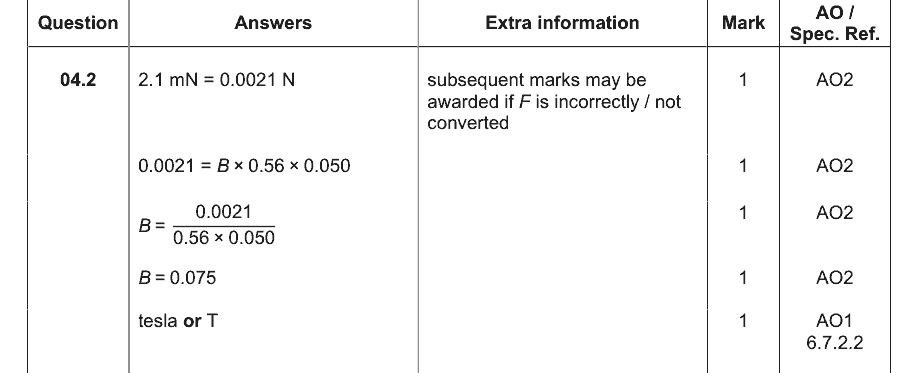 Question Answers Extra information Mark AO / Spec. Ref.
04.2 2.1 mN = 0.0021 N subsequent marks may be awarded if F is incorrectly / not converted 1 AO2
0.0021 = B × 0.56 × 0.050 1 AO2
B = 0.0021 / 0.56 × 0.050 1 AO2
B = 0.075 1 AO2
tesla or T 1 AO1 6.7.2.2